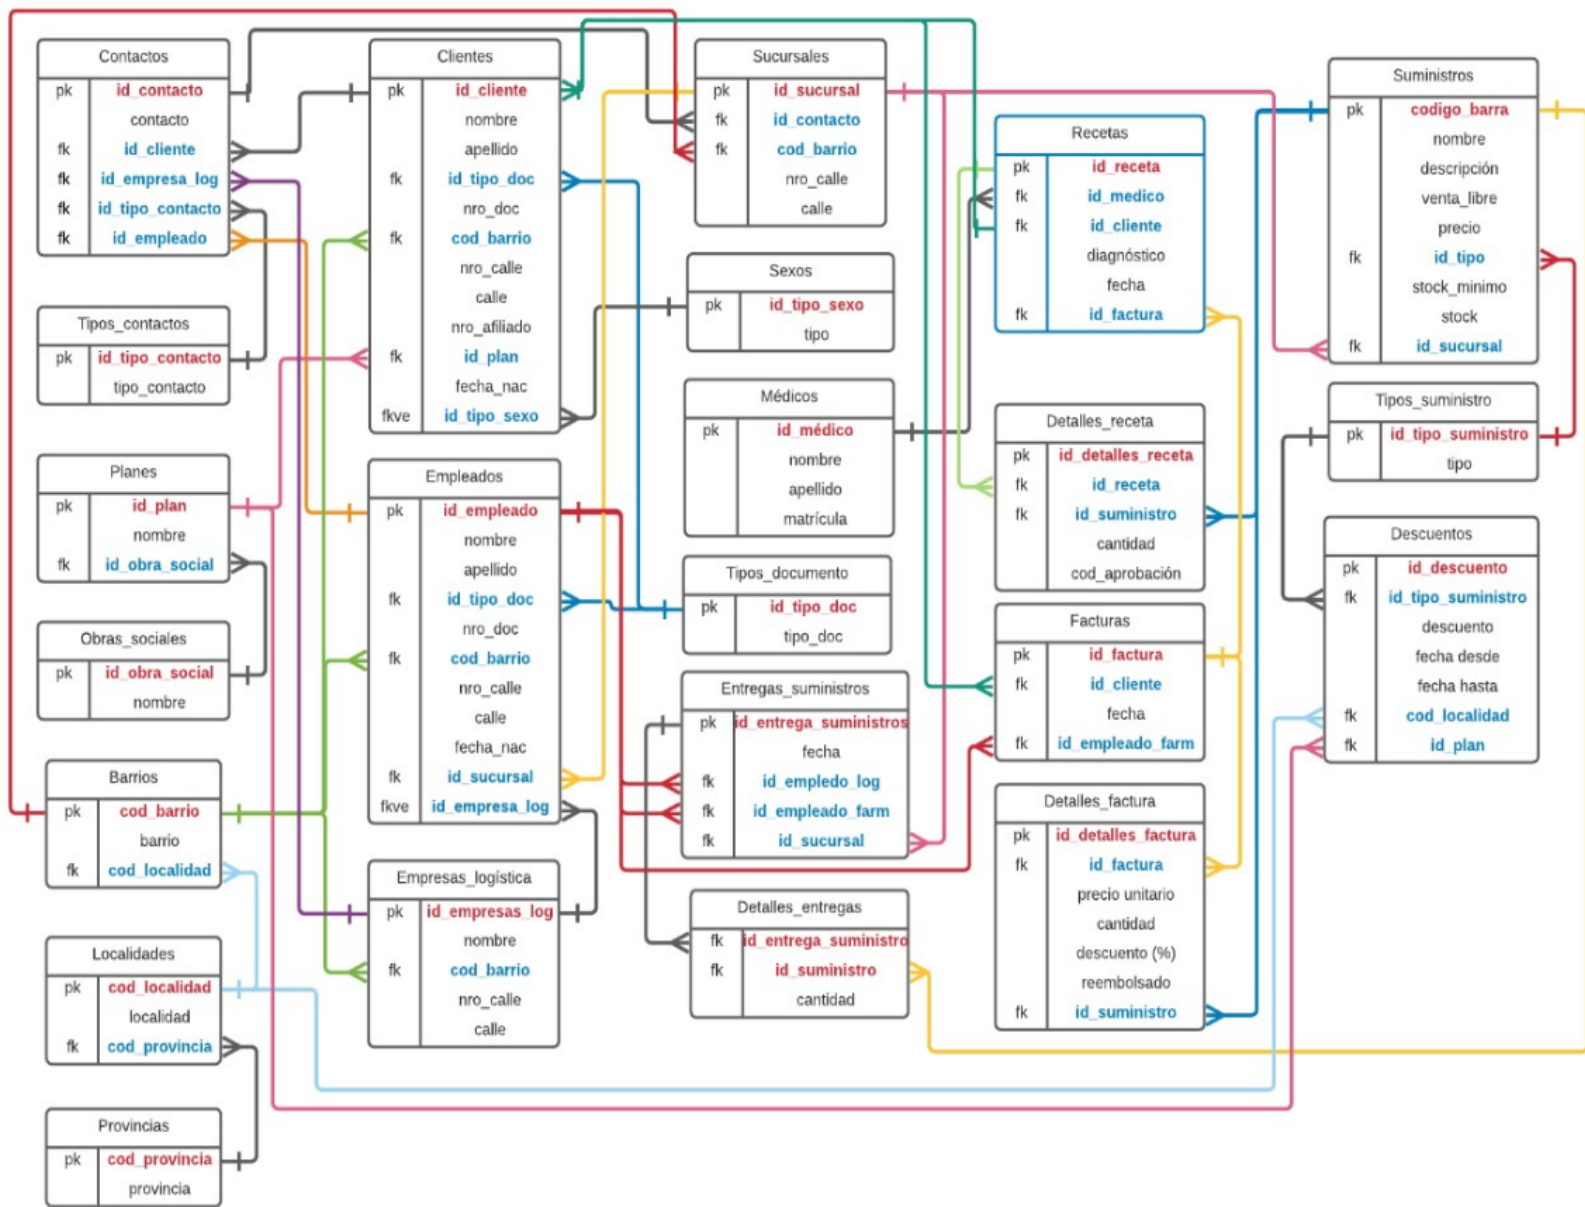 Contactos
pk id_contacto
contacto
fk id_cliente
fk id_empresa_log
fk id_tipo_contacto
fk id_empleado
Tipos_contactos
pk id_tipo_contacto
tipo_contacto
Planes
pk id_plan
nombre
fk id_obra_social
Obras_sociales
pk id_obra_social
nombre
Barrios
pk cod_barrio
barrio
fk cod_localidad
Localidades
pk cod_localidad
localidad
fk cod_provincia
Provincias
pk cod_provincia
provincia
Clientes
pk id_cliente
nombre
apellido
fk id_tipo_doc
nro_doc
fk cod_barrio
nro_calle
calle
nro_afiliado
fk id_plan
fecha_nac
fkve id_tipo_sexo
Empleados
pk id_empleado
nombre
apellido
fk id_tipo_doc
nro_doc
fk cod_barrio
nro_calle
calle
fecha_nac
fk id_sucursal
fkve id_empresa_log
Empresas_logística
pk id_empresas_log
nombre
fk cod_barrio
nro_calle
calle
Sucursales
pk id_sucursal
fk id_contacto
fk cod_barrio
nro_calle
calle
Sexos
pk id_tipo_sexo
tipo
Médicos
pk id_médico
nombre
apellido
matrícula
Tipos_documento
pk id_tipo_doc
tipo_doc
Entregas_suministros
pk id_entrega_suministros
fecha
fk id_empledo_log
fk id_empleado_farm
fk id_sucursal
Detalles_entregas
fk id_entrega_suministro
fk id_suministro
cantidad
Recetas
pk id_receta
fk id_medico
fk id_cliente
diagnóstico
fecha
fk id_factura
Detalles_receta
pk id_detalles_receta
fk id_receta
fk id_suministro
cantidad
cod_aprobación
Facturas
pk id_factura
fk id_cliente
fecha
fk id_empleado_farm
Detalles_factura
pk id_detalles_factura
fk id_factura
precio unitario
cantidad
descuento (%)
reembolsado
fk id_suministro
Suministros
pk codigo_barra
nombre
descripción
venta_libre
precio
fk id_tipo
stock_minimo
stock
fk id_sucursal
Tipos_suministro
pk id_tipo_suministro
tipo
Descuentos
pk id_descuento
fk id_tipo_suministro
descuento
fecha desde
fecha hasta
fk cod_localidad
fk id_plan